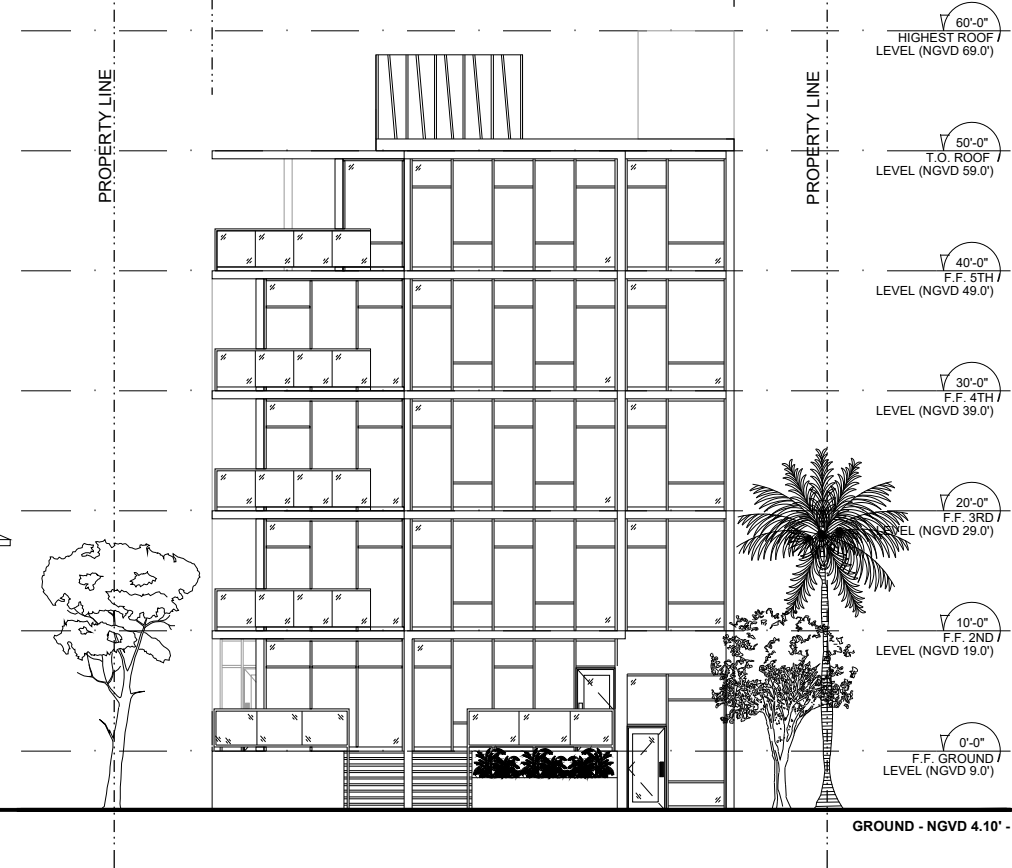 60'-0"
HIGHEST ROOF
LEVEL (NGVD 69.0')
PROPERTY LINE
PROPERTY LINE
50'-0"
T.O. ROOF
LEVEL (NGVD 59.0')
40'-0"
F.F. 5TH
LEVEL (NGVD 49.0')
30'-0"
F.F. 4TH
LEVEL (NGVD 39.0')
20'-0"
F.F. 3RD
LEVEL (NGVD 29.0')
10'-0"
F.F. 2ND
LEVEL (NGVD 19.0')
0'-0"
F.F. GROUND
LEVEL (NGVD 9.0')
GROUND - NGVD 4.10' -